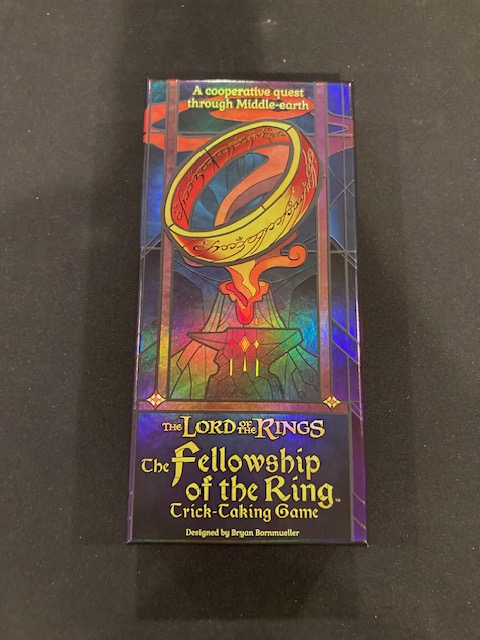 A cooperative quest
through Middle-earth
THE LORD OF THE RINGS
The Fellowship
of the Ring™
Trick-Taking Game
Designed by Bryan Bornmueller